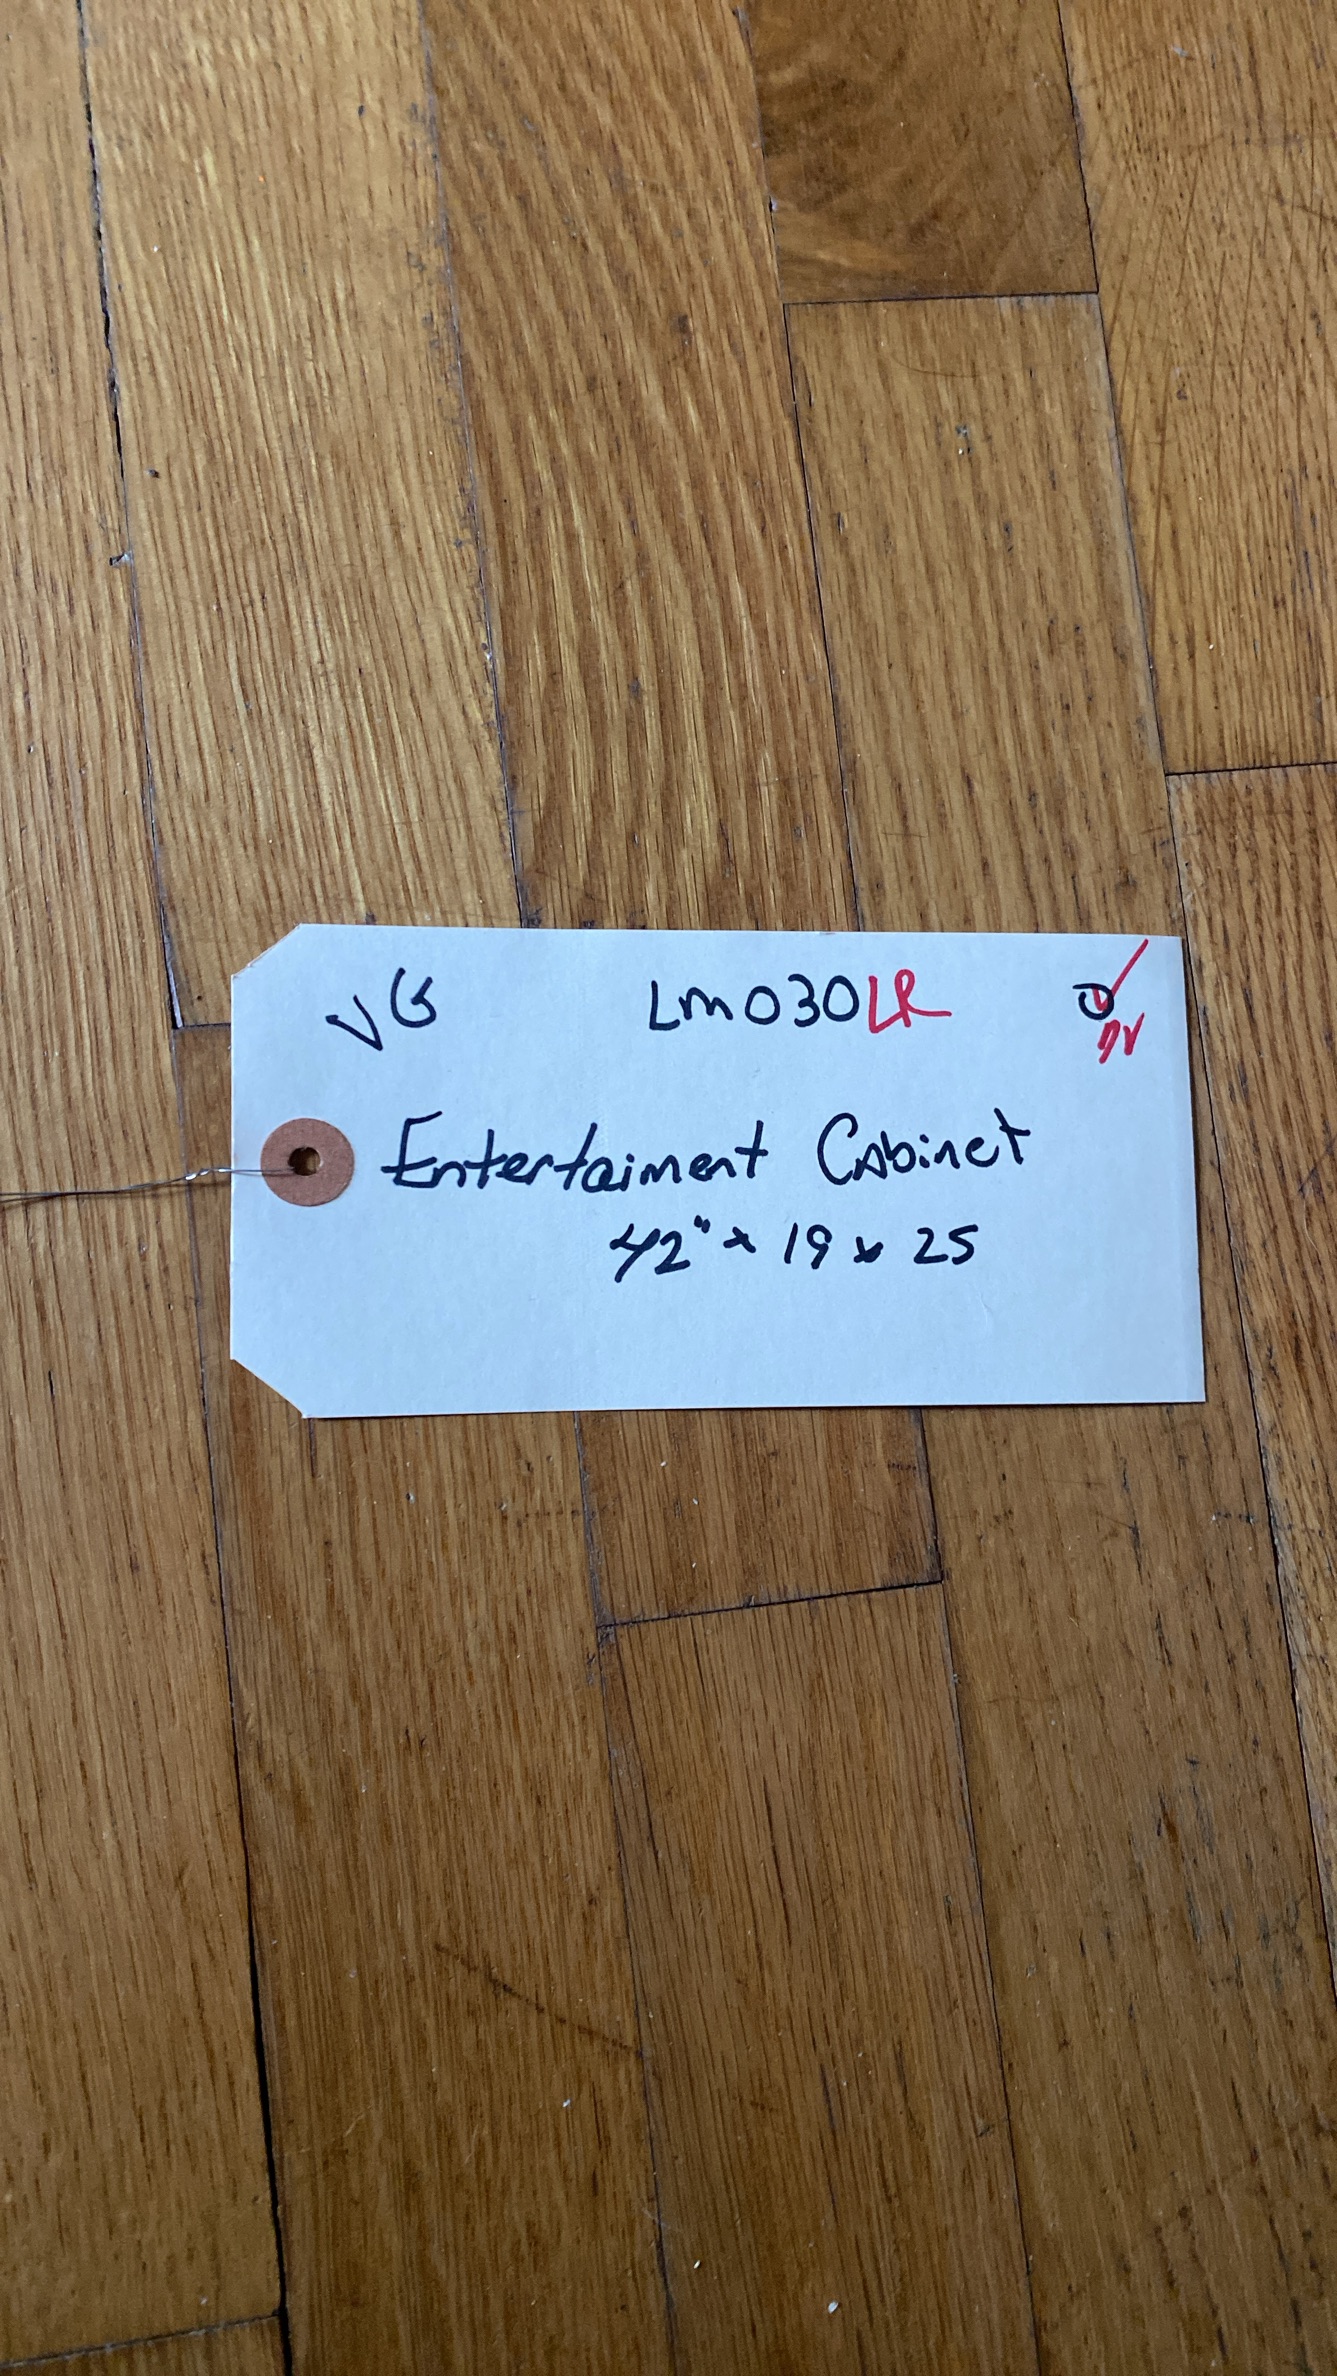 VG LM030LR
Entertaiment Cabinet
42" x 19 x 25